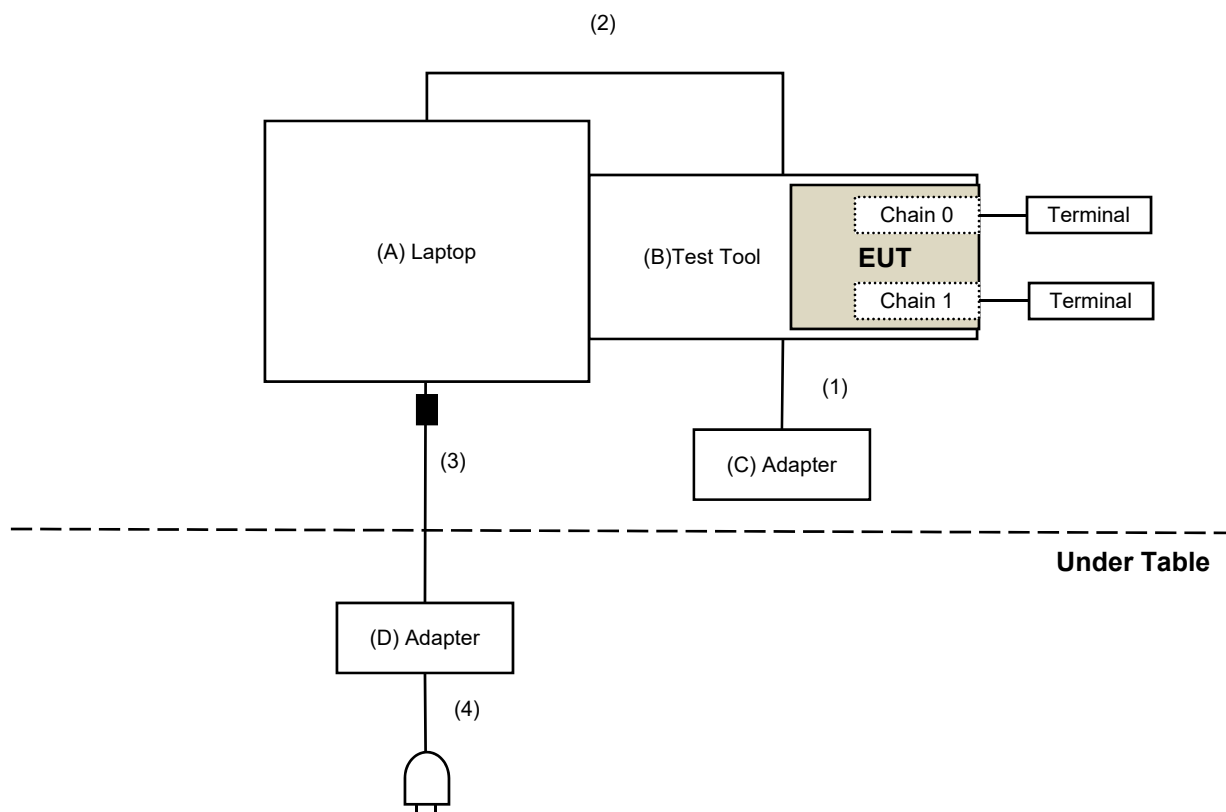 (2)
Chain 0
Terminal
(A) Laptop
(B)Test Tool
EUT
Chain 1
Terminal
(1)
(3)
(C) Adapter
Under Table
(D) Adapter
(4)